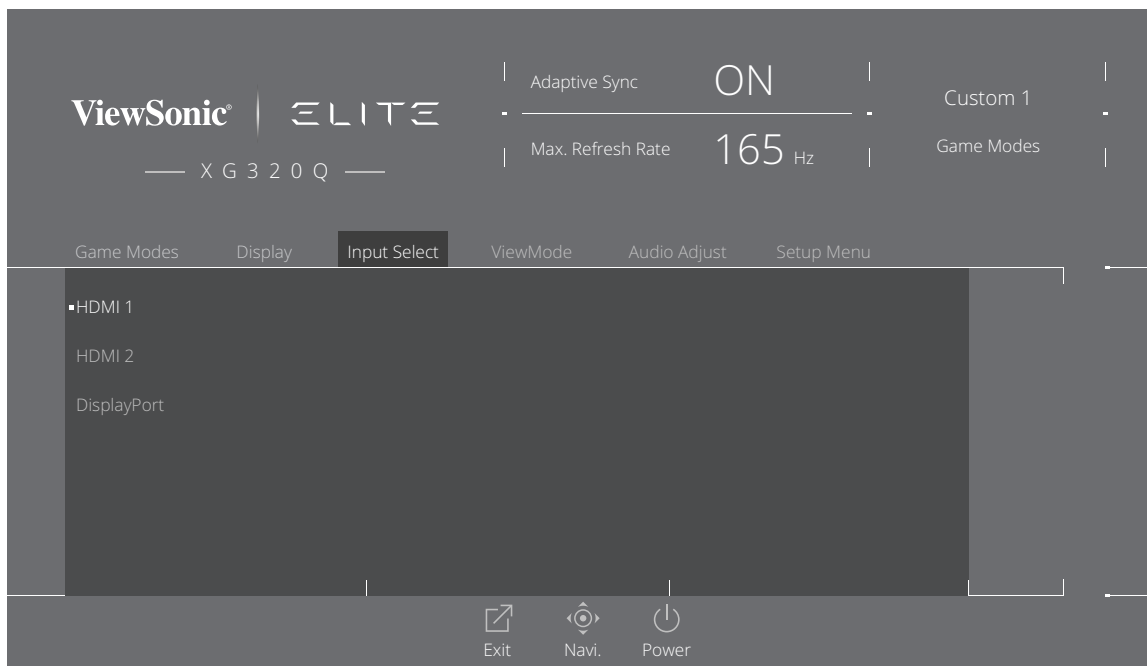 Adaptive Sync ON
ViewSonic® ELITE
Custom 1
Max. Refresh Rate 165 Hz
Game Modes
XG320Q
Game Modes Display Input Select ViewMode Audio Adjust Setup Menu
HDMI 1
HDMI 2
DisplayPort
Exit Navi. Power